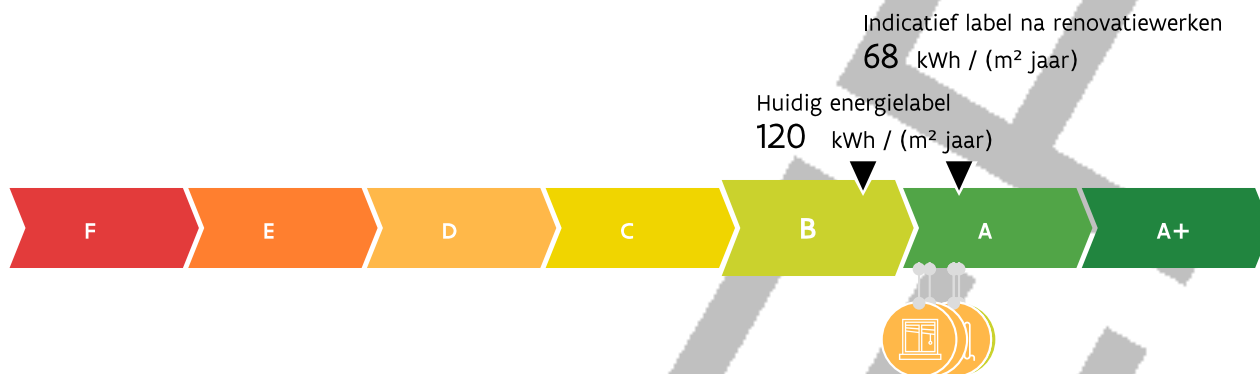 Indicatief label na renovatiewerken
68 kWh / (m² jaar)
Huidig energielabel
120 kWh / (m² jaar)
F E D C B A A+